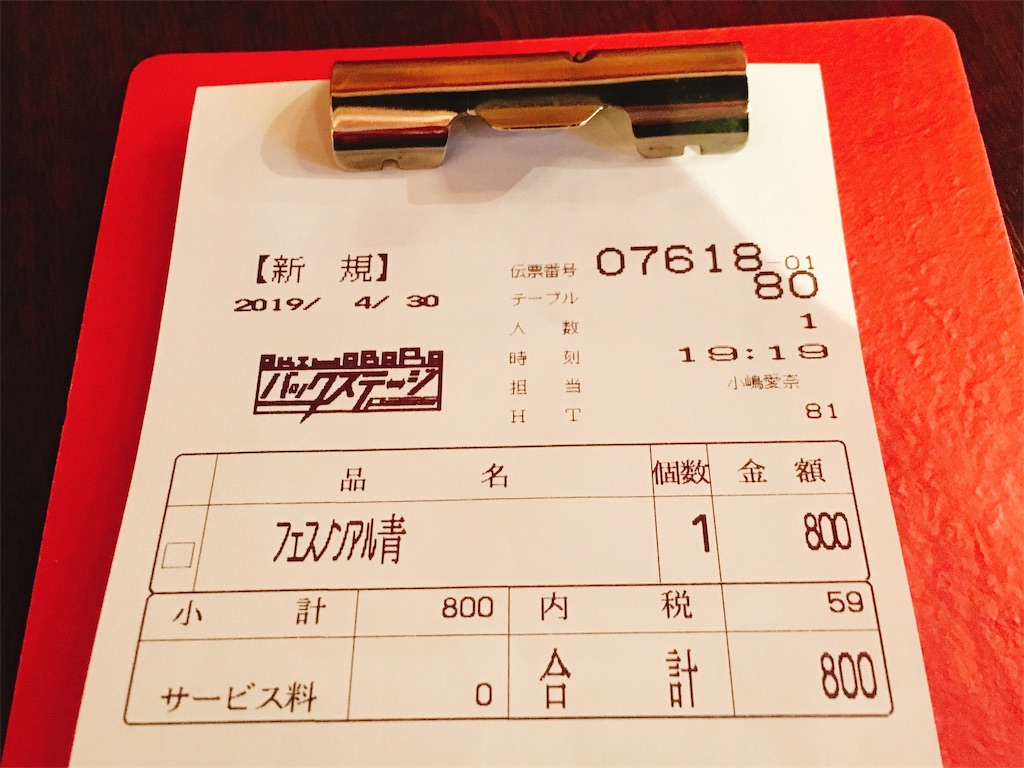 【新 規】
2019/ 4/ 30
AKIHABARA
バックステージ
伝票番号 07618-01
テーブル 80
人 数 1
時 刻 19:19
担 当 小嶋愛奈
H T 81
品 名 個数 金 額
フェスノンアル青 1 800
小 計 800 内 税 59
サービス料 0 合 計 800